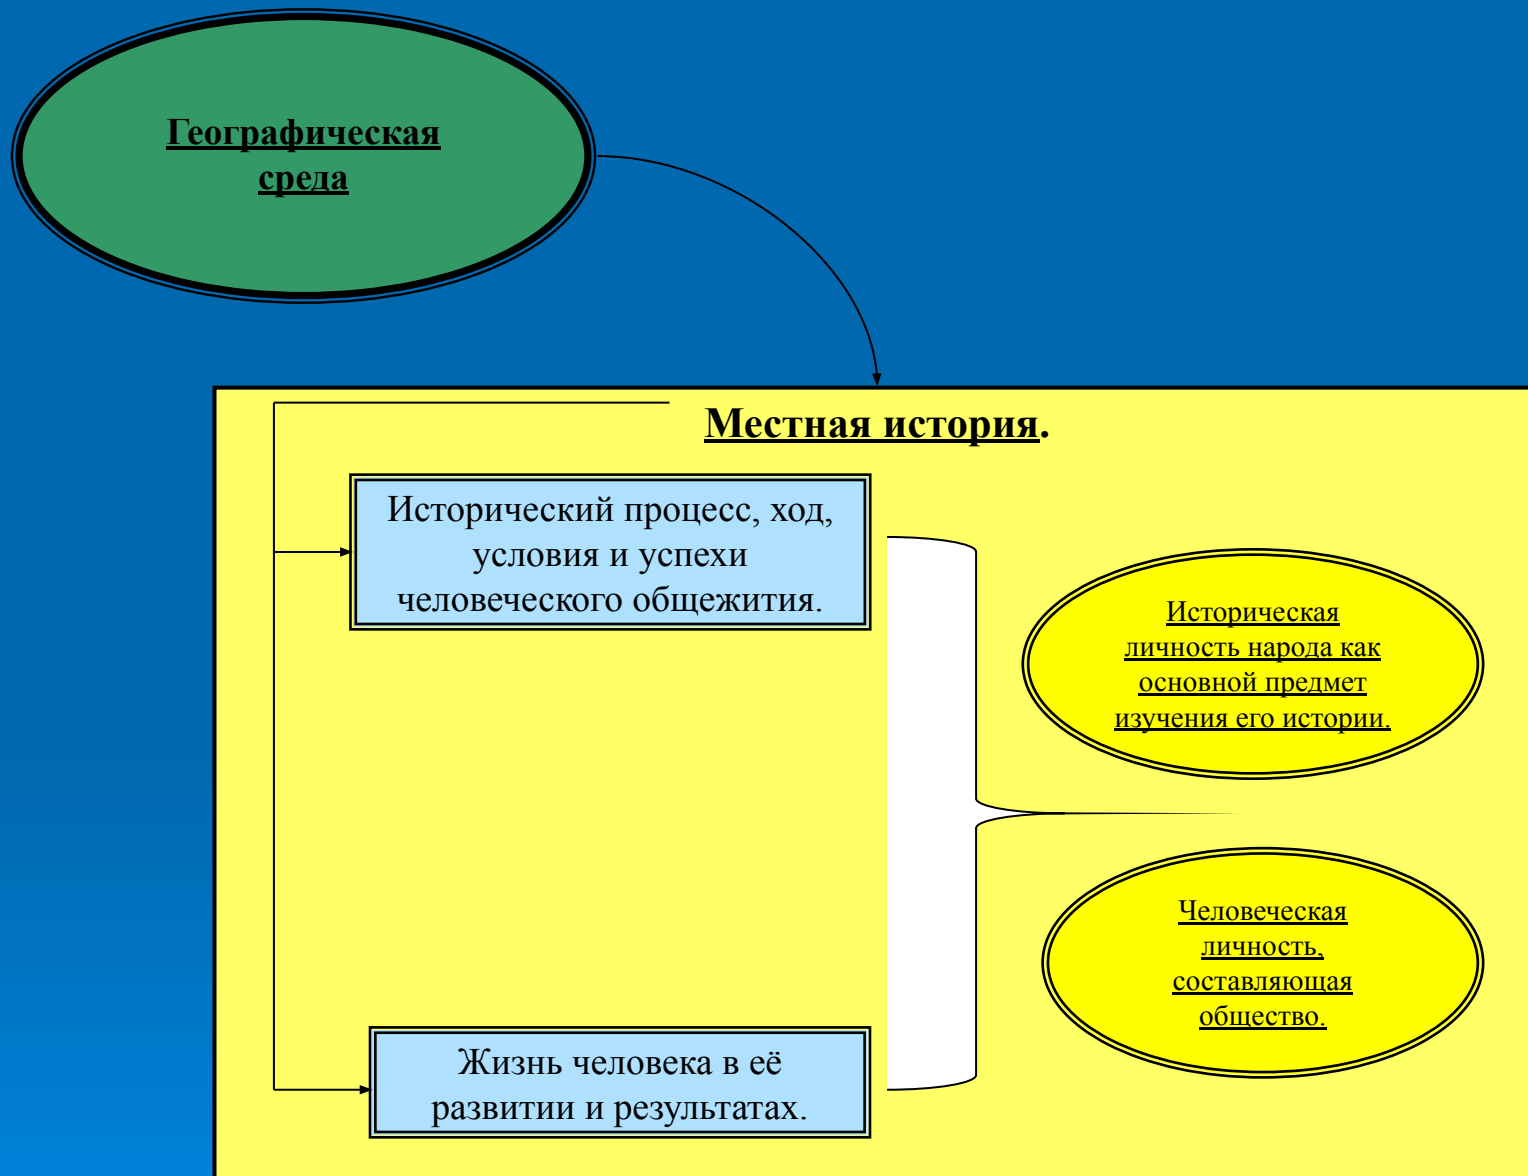 Географическая
среда
Местная история.
Исторический процесс, ход,
условия и успехи
человеческого общежития.
Историческая
личность народа как
основной предмет
изучения его истории.
Человеческая
личность,
составляющая
общество.
Жизнь человека в её
развитии и результатах.